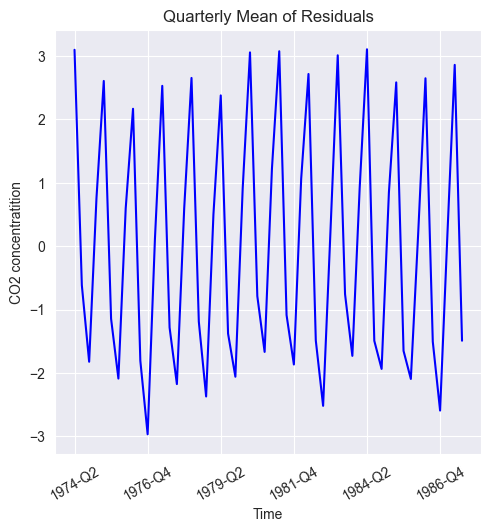 Quarterly Mean of Residuals
CO2 concentratition
3
2
1
0
−1
−2
−3
1974-Q2
1976-Q4
1979-Q2
1981-Q4
1984-Q2
1986-Q4
Time